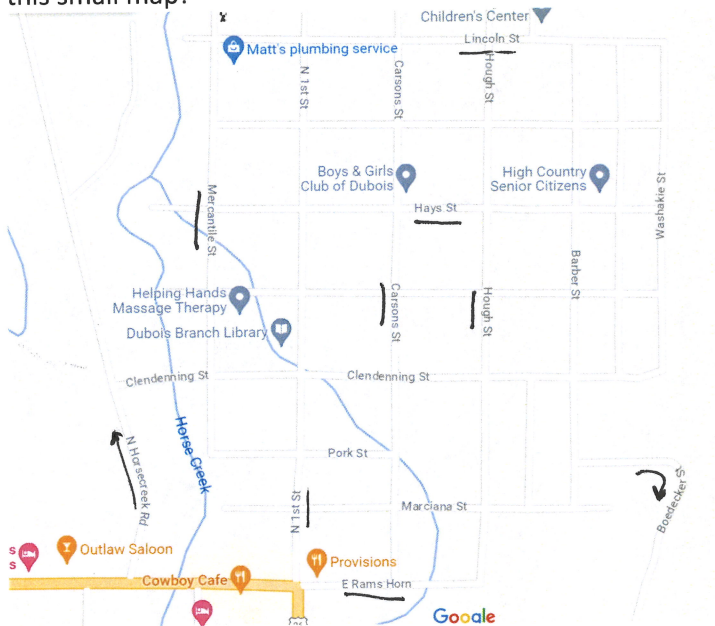 this small map?
Children's Center
Lincoln St
Matt's plumbing service
N 1st St
Carsons St
Hough St
Boys & Girls
Club of Dubois
High Country
Senior Citizens
Mercantile St
Hays St
Washakie St
Barber St
Helping Hands
Massage Therapy
Carsons St
Hough St
Dubois Branch Library
Clendenning St
Clendenning St
Horse Creek
N Horsecreek Rd
Pork St
N 1st St
Marciana St
Boedecker S
s
s
Outlaw Saloon
Provisions
Cowboy Cafe
E Rams Horn
Google